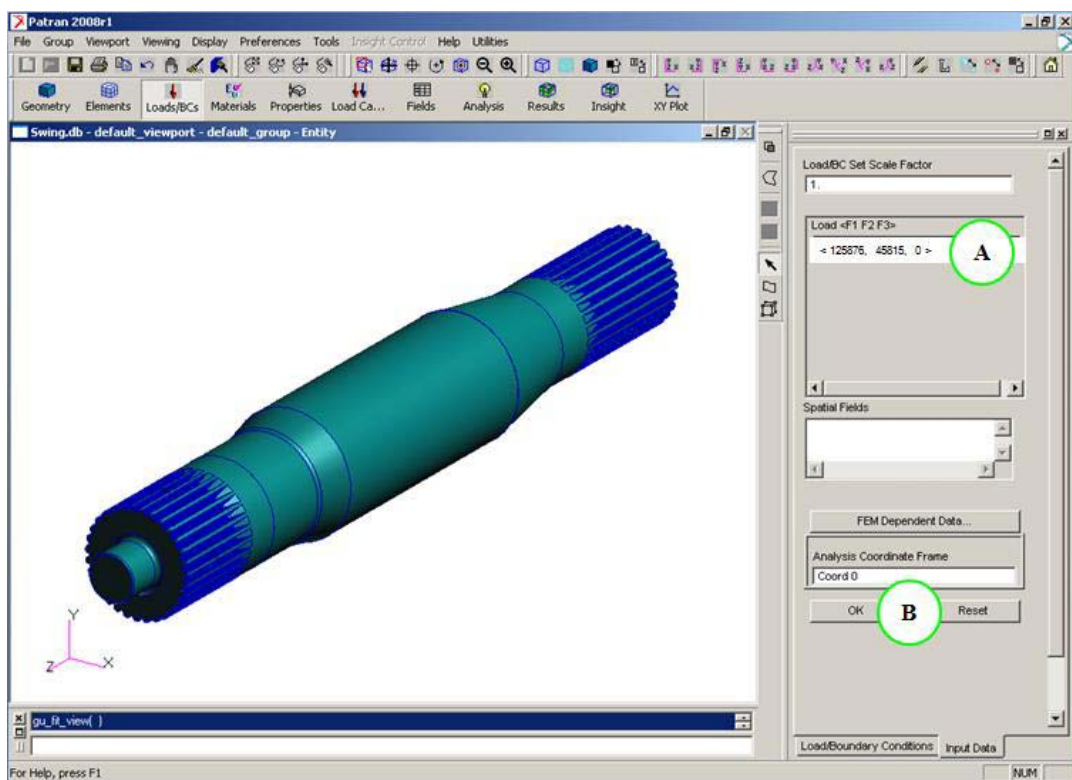 Patran 2008r1
File Group Viewport Viewing Display Preferences Tools Insight Control Help Utilities
Geometry Elements Loads/BCs Materials Properties Load Ca... Fields Analysis Results Insight XY Plot
Swing.db - default_viewport - default_group - Entity
Load/BC Set Scale Factor
1.
Load <F1 F2 F3>
< 125876, 45815, 0 >
A
Spatial Fields
FEM Dependent Data...
Analysis Coordinate Frame
Coord 0
OK
B
Reset
Y
Z
X
gu_fit_view( )
Load/Boundary Conditions
Input Data
For Help, press F1
NUM